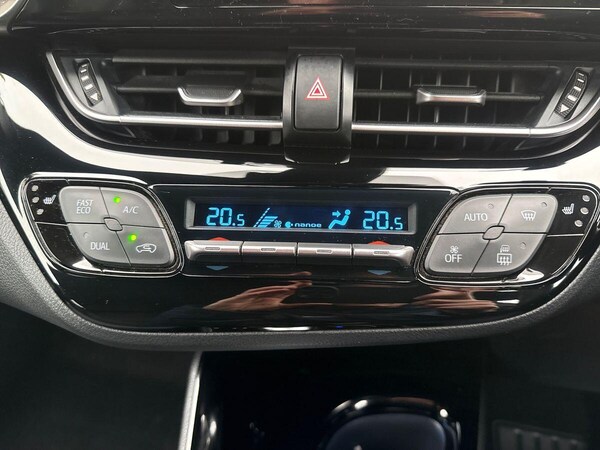 FAST ECO
A/C
DUAL
20.5
nanoe
20.5
AUTO
OFF